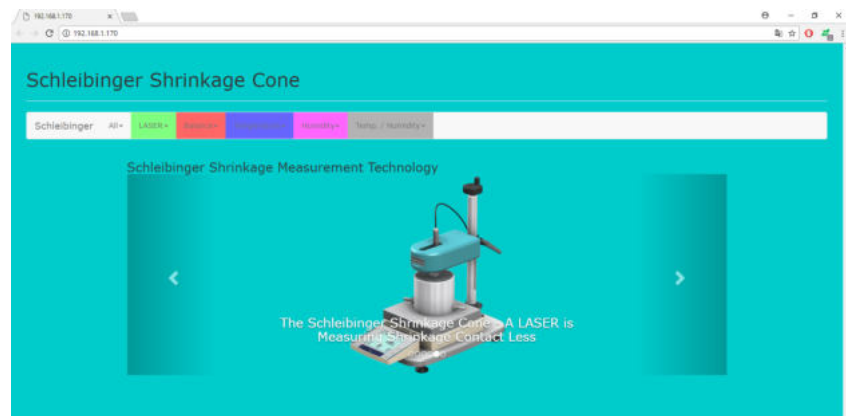 192.168.1.170
192.168.1.170
Schleibinger Shrinkage Cone
Schleibinger All LASER Humidity Temp. / Humidity
Schleibinger Shrinkage Measurement Technology
The Schleibinger Shrinkage Cone - A LASER is
Measuring Shrinkage Contact Less